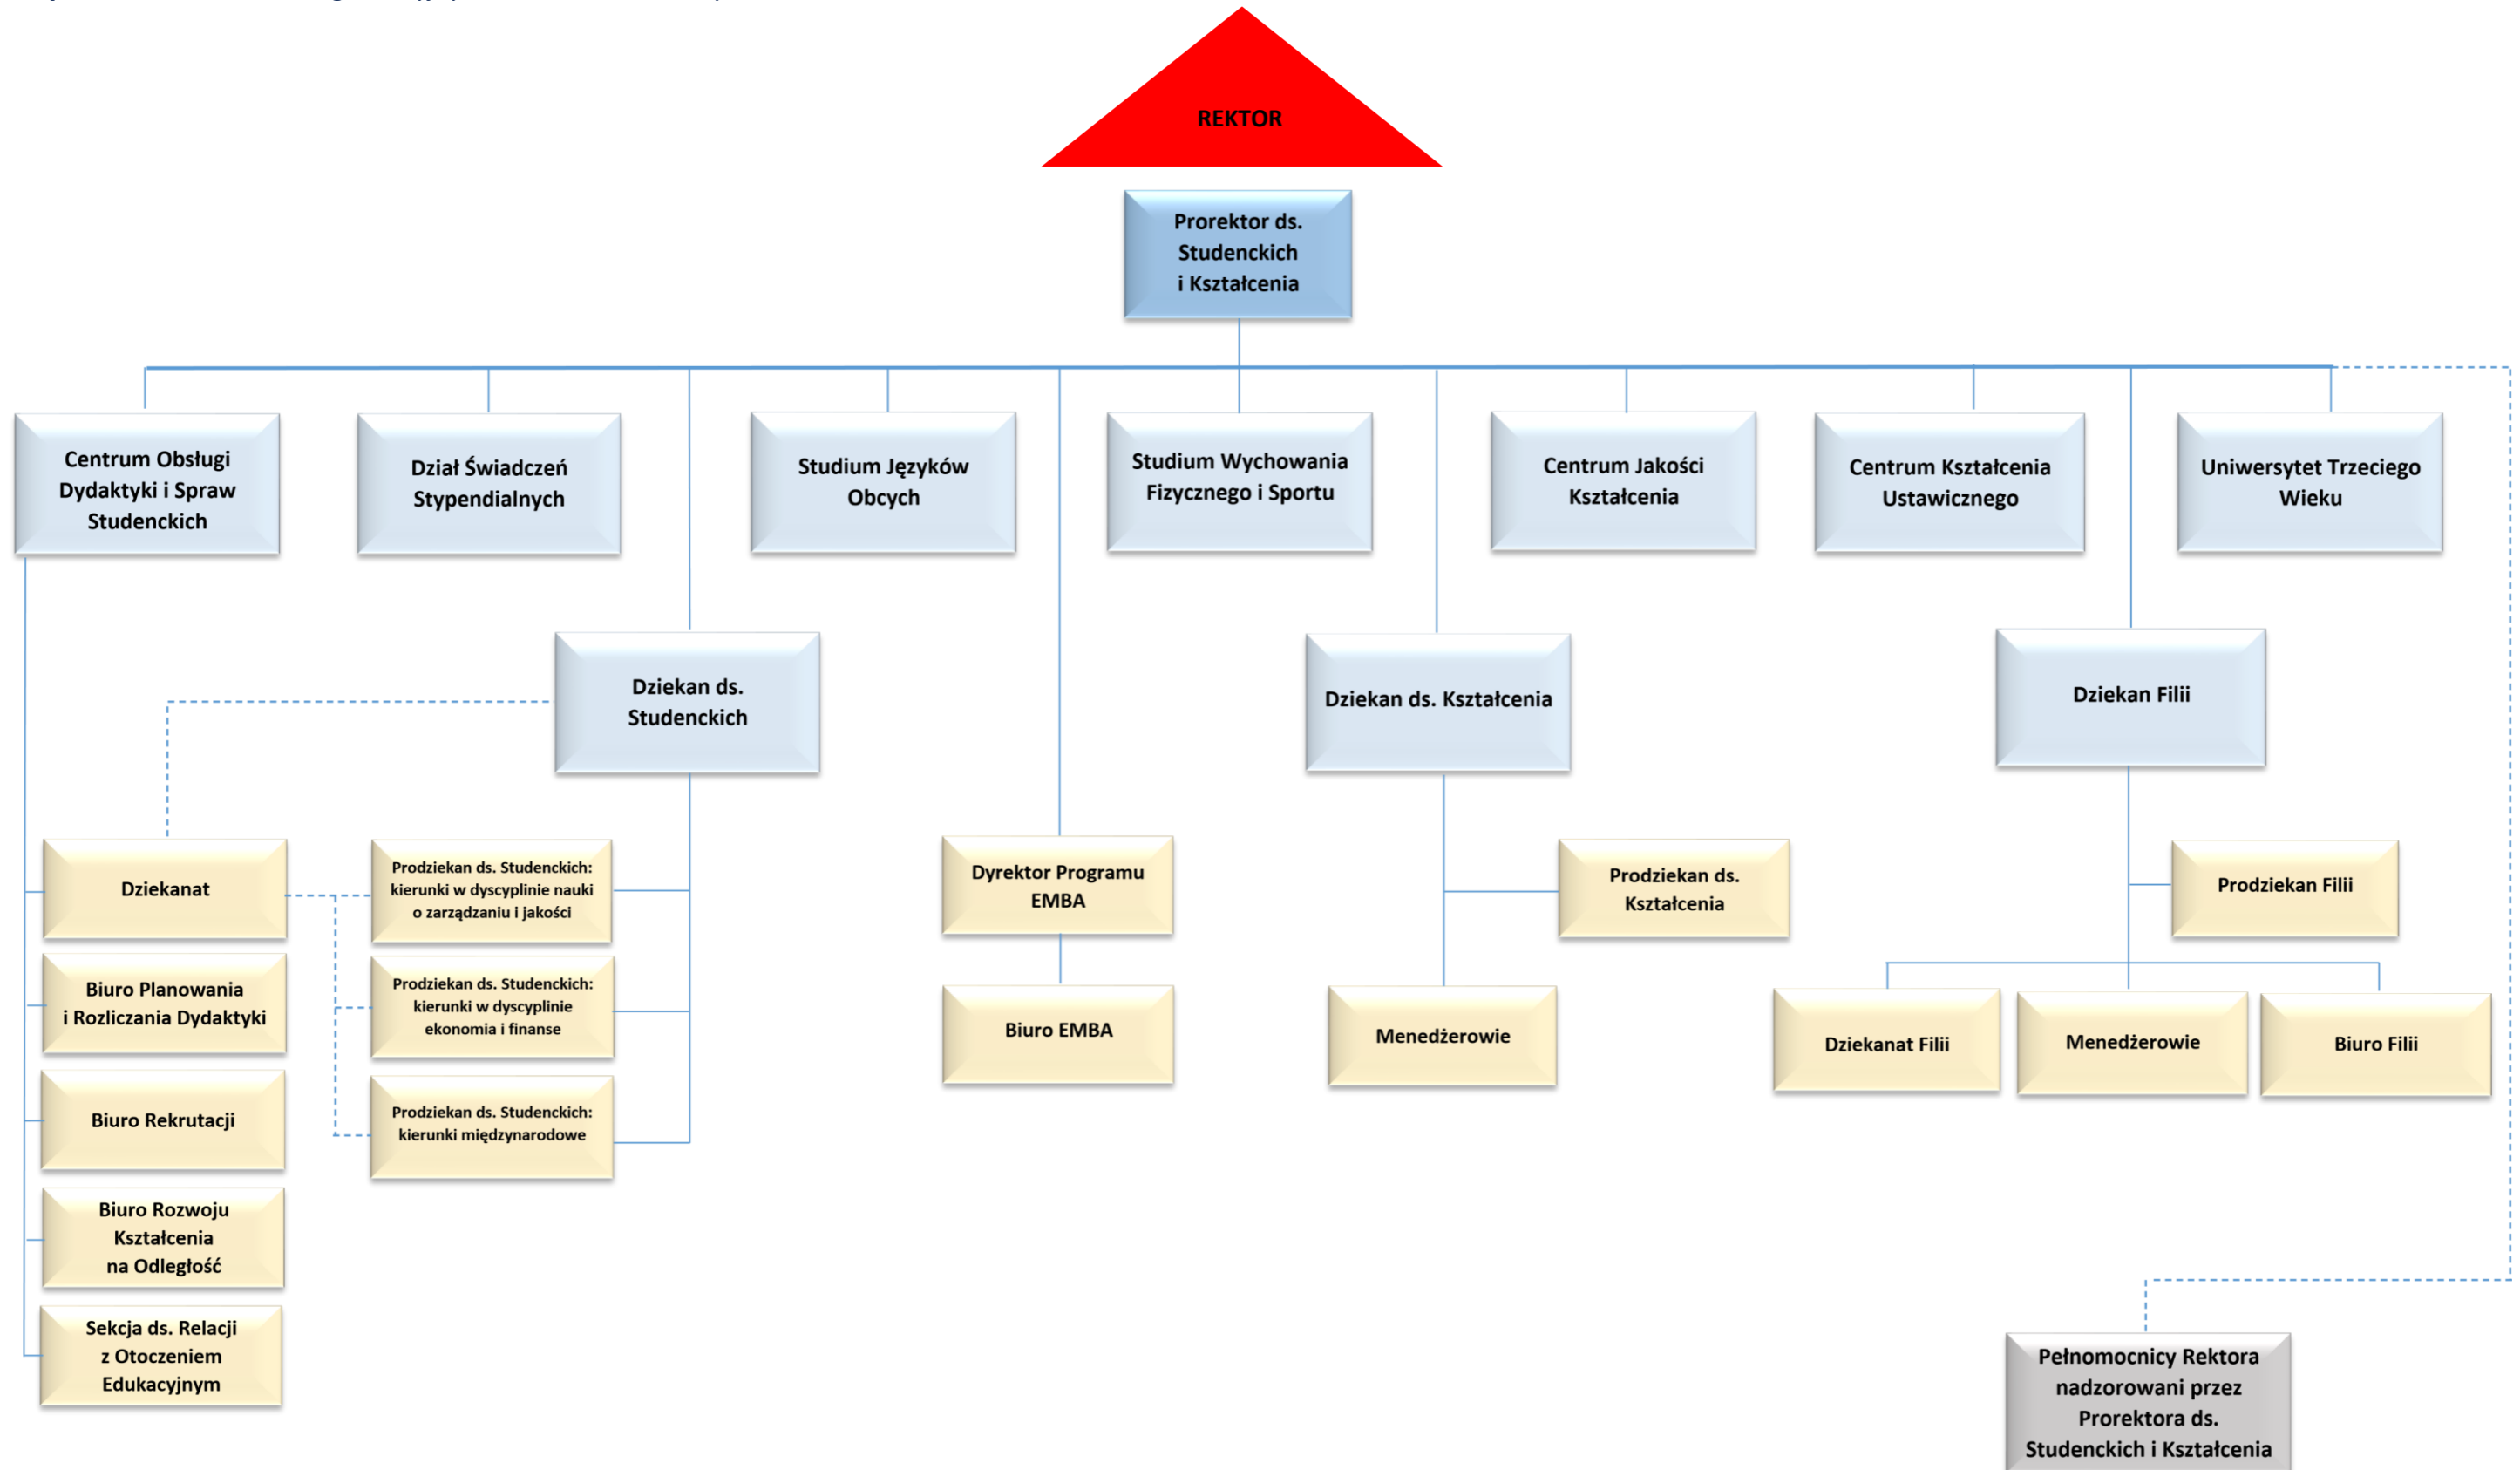 REKTOR
Prorektor ds.
Studenckich
i Kształcenia
Centrum Obsługi
Dydaktyki i Spraw
Studenckich
Dział Świadczeń
Stypendialnych
Studium Języków
Obcych
Studium Wychowania
Fizycznego i Sportu
Centrum Jakości
Kształcenia
Centrum Kształcenia
Ustawicznego
Uniwersytet Trzeciego
Wieku
Dziekan ds.
Studenckich
Dziekan ds. Kształcenia
Dziekan Filii
Dziekanat
Prodziekan ds. Studenckich:
kierunki w dyscyplinie nauki
o zarządzaniu i jakości
Dyrektor Programu
EMBA
Prodziekan ds.
Kształcenia
Prodziekan Filii
Biuro Planowania
i Rozliczania Dydaktyki
Prodziekan ds. Studenckich:
kierunki w dyscyplinie
ekonomia i finanse
Biuro EMBA
Menedżerowie
Dziekanat Filii
Menedżerowie
Biuro Filii
Biuro Rekrutacji
Prodziekan ds. Studenckich:
kierunki międzynarodowe
Biuro Rozwoju
Kształcenia
na Odległość
Sekcja ds. Relacji
z Otoczeniem
Edukacyjnym
Pełnomocnicy Rektora
nadzorowani przez
Prorektora ds.
Studenckich i Kształcenia